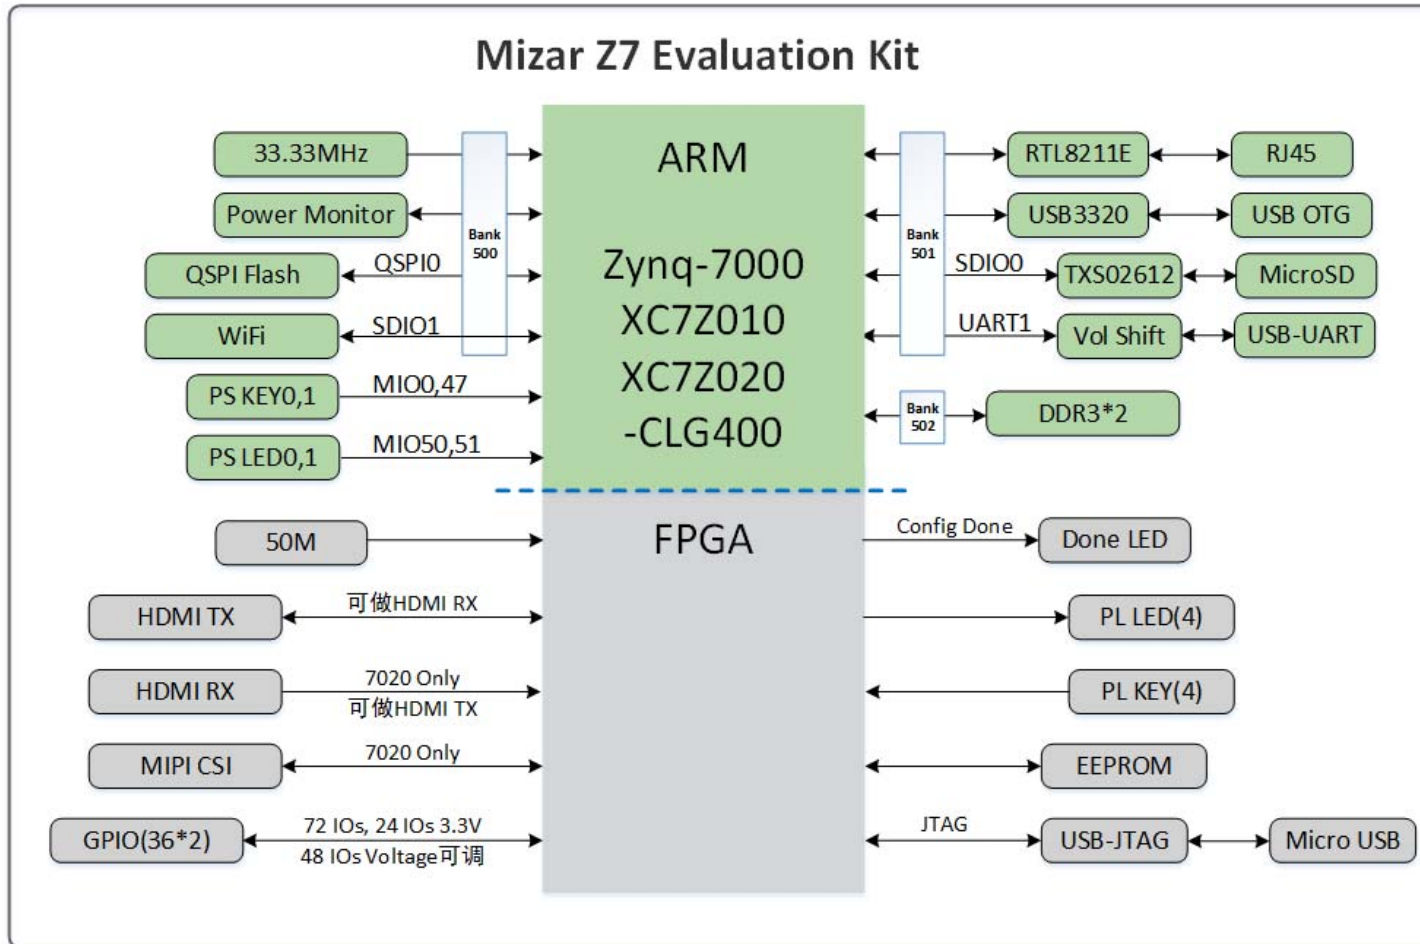 Mizar Z7 Evaluation Kit
33.33MHz
Power Monitor
QSPI Flash
QSPI0
WiFi
SDIO1
PS KEY0,1
MIO0,47
PS LED0,1
MIO50,51
Bank
500
ARM
Zynq-7000
XC7Z010
XC7Z020
-CLG400
Bank
501
RTL8211E
RJ45
USB3320
USB OTG
SDIO0
TXS02612
MicroSD
UART1
Vol Shift
USB-UART
Bank
502
DDR3*2
50M
HDMI TX
可做HDMI RX
HDMI RX
7020 Only
可做HDMI TX
MIPI CSI
7020 Only
GPIO(36*2)
72 IOs, 24 IOs 3.3V
48 IOs Voltage可调
FPGA
Config Done
Done LED
PL LED(4)
PL KEY(4)
EEPROM
JTAG
USB-JTAG
Micro USB